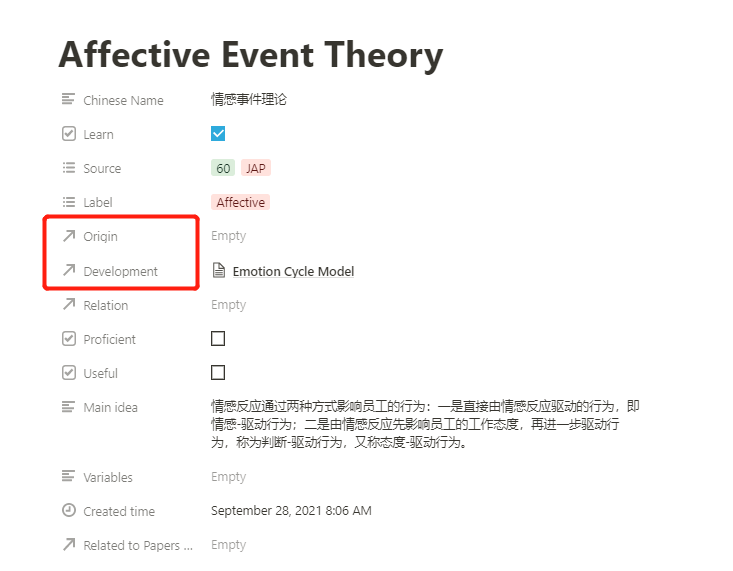 Affective Event Theory
Chinese Name 情感事件理论
Learn
Source 60 JAP
Label Affective
Origin Empty
Development Emotion Cycle Model
Relation Empty
Proficient
Useful
Main idea 情感反应通过两种方式影响员工的行为：一是直接由情感反应驱动的行为，即
情感-驱动行为；二是由情感反应先影响员工的工作态度，再进一步驱动行
为，称为判断-驱动行为，又称态度-驱动行为。
Variables Empty
Created time September 28, 2021 8:06 AM
Related to Papers ... Empty